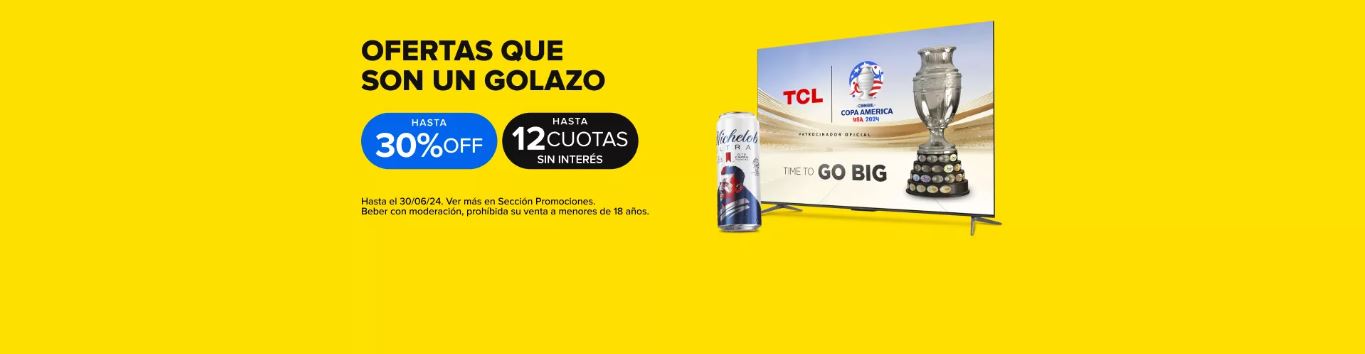 OFERTAS QUE
SON UN GOLAZO
HASTA
30%OFF
HASTA
12CUOTAS
SIN INTERÉS
Hasta el 30/06/24. Ver más en Sección Promociones.
Beber con moderación, prohibida su venta a menores de 18 años.
TCL
COPA AMERICA
USA 2024
PATROCINADOR OFICIAL
TIME TO GO BIG
Michelob
ULTRA